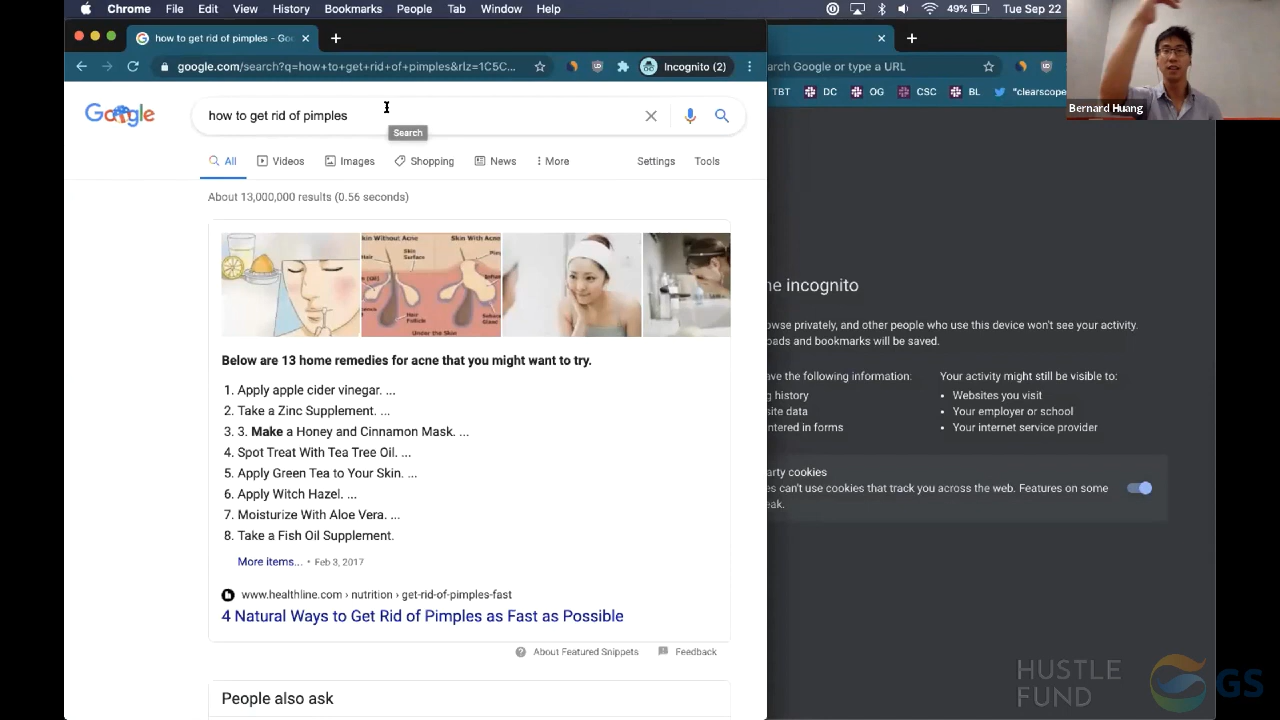 Chrome File Edit View History Bookmarks People Tab Window Help
49% Tue Sep 22
how to get rid of pimples - Goo
google.com/search?q=how+to+get+rid+of+pimples&rlz=1C5C...
Incognito (2)
Google
how to get rid of pimples
Search
All Videos Images Shopping News More Settings Tools
About 13,000,000 results (0.56 seconds)
kin Without Acne
Skin With Acne
Hair
Skin
Surface
Hair
Follicle
Under the Skin
Below are 13 home remedies for acne that you might want to try.
1. Apply apple cider vinegar. ...
2. Take a Zinc Supplement. ...
3. 3. Make a Honey and Cinnamon Mask. ...
4. Spot Treat With Tea Tree Oil. ...
5. Apply Green Tea to Your Skin. ...
6. Apply Witch Hazel. ...
7. Moisturize With Aloe Vera. ...
8. Take a Fish Oil Supplement.
More items... • Feb 3, 2017
www.healthline.com › nutrition › get-rid-of-pimples-fast
4 Natural Ways to Get Rid of Pimples as Fast as Possible
About Featured Snippets Feedback
People also ask
arch Google or type a URL
TBT DC OG CSC BL "clearscope
Bernard Huang
ne incognito
owse privately, and other people who use this device won't see your activity.
oads and bookmarks will be saved.
ave the following information:
g history
site data
ntered in forms
Your activity might still be visible to:
• Websites you visit
• Your employer or school
• Your internet service provider
arty cookies
es can't use cookies that track you across the web. Features on some
eak.
HUSTLE
FUND
GS